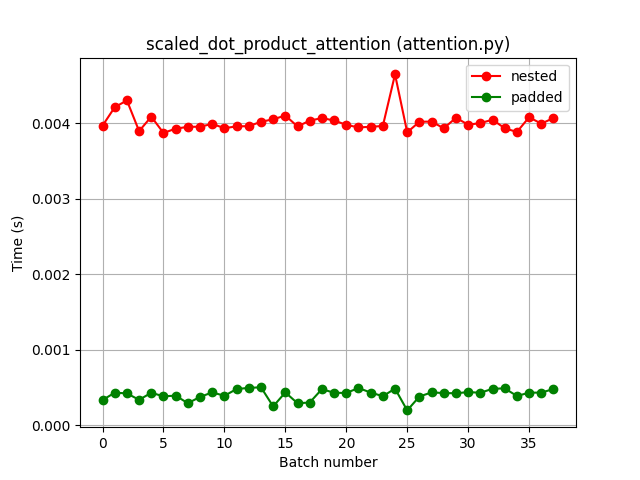 scaled_dot_product_attention (attention.py)
nested
padded
0.004
0.003
0.002
0.001
0.000
Time (s)
0 5 10 15 20 25 30 35
Batch number